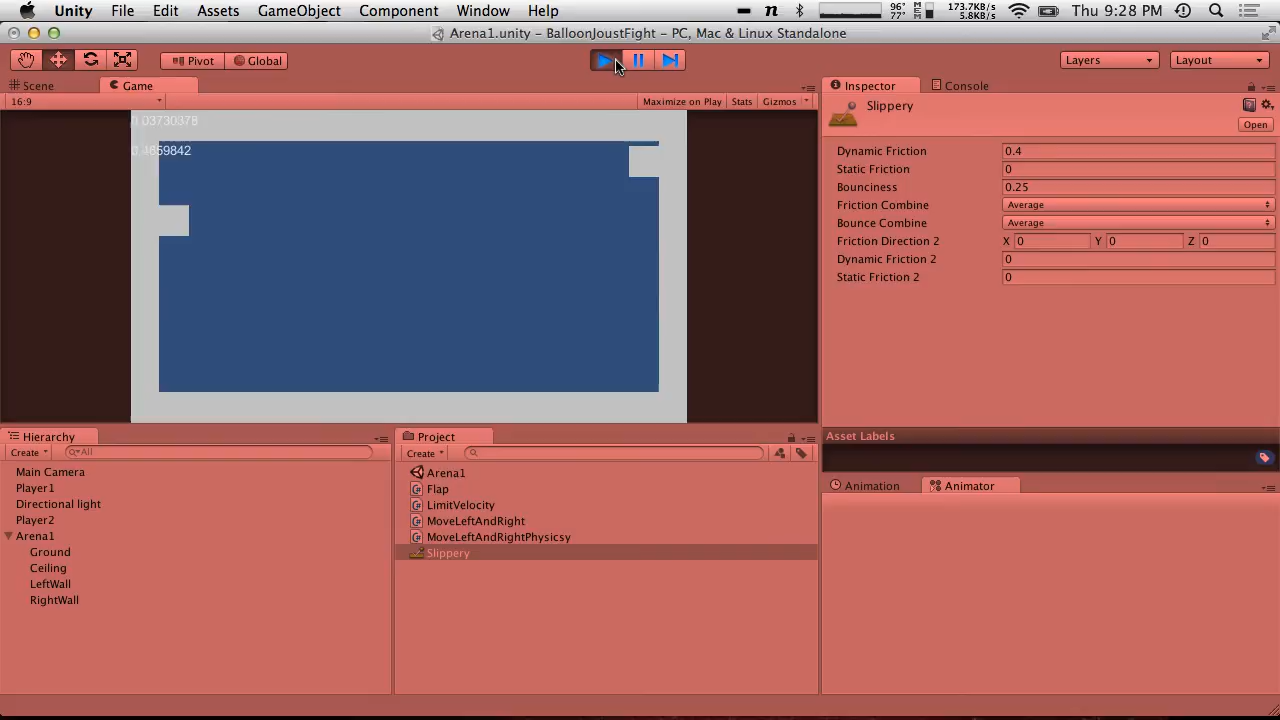 Unity File Edit Assets GameObject Component Window Help 96° 77° MEM 173.7KB/s 5.8KB/s Thu 9:28 PM
Arena1.unity – BalloonJoustFight – PC, Mac & Linux Standalone
Pivot Global Layers Layout
Scene Game Inspector Console
16:9 Maximize on Play Stats Gizmos
Slippery
Open
03730378
4659842
Dynamic Friction 0.4
Static Friction 0
Bounciness 0.25
Friction Combine Average
Bounce Combine Average
Friction Direction 2 X 0 Y 0 Z 0
Dynamic Friction 2 0
Static Friction 2 0
Asset Labels
Hierarchy
Create All
Main Camera
Player1
Directional light
Player2
Arena1
Ground
Ceiling
LeftWall
RightWall
Project
Create
Arena1
Flap
LimitVelocity
MoveLeftAndRight
MoveLeftAndRightPhysicsy
Slippery
Animation Animator